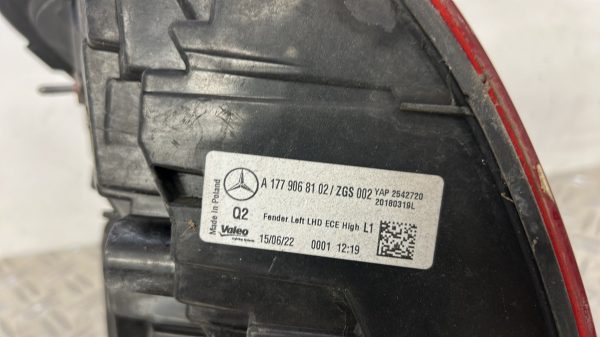 A 177 906 81 02 / ZGS 002 YAP 2542720
20180319L
Made in Poland
Q2 Fender Left LHD ECE High L1
Valeo
15/06/22 0001 12:19